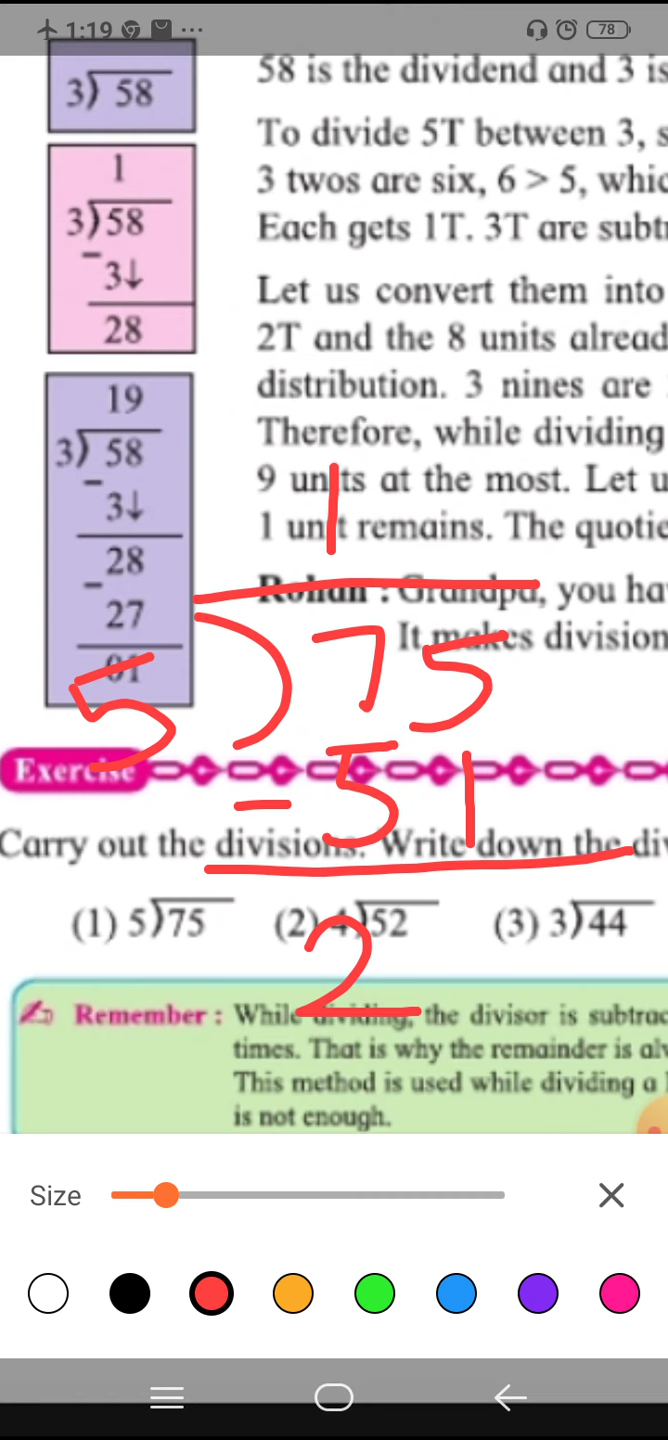 1:19 ... 78
3) 58
58 is the dividend and 3 is
To divide 5T between 3, s
1
3)58
3 twos are six, 6 > 5, whic
Each gets 1T. 3T are subt
−3↓
28
Let us convert them into
2T and the 8 units alread
19
3) 58
distribution. 3 nines are
Therefore, while dividing
−3↓
9 units at the most. Let u
1 unit remains. The quotie
28
−27
01
Rohan : Grandpa, you ha
It makes division
1
5)75
−5
2
Exercise
Carry out the divisions. Write down the di
(1) 5)75 (2) 4)52 (3) 3)44
Remember : While dividing, the divisor is subtrac
times. That is why the remainder is al
This method is used while dividing a
is not enough.
Size